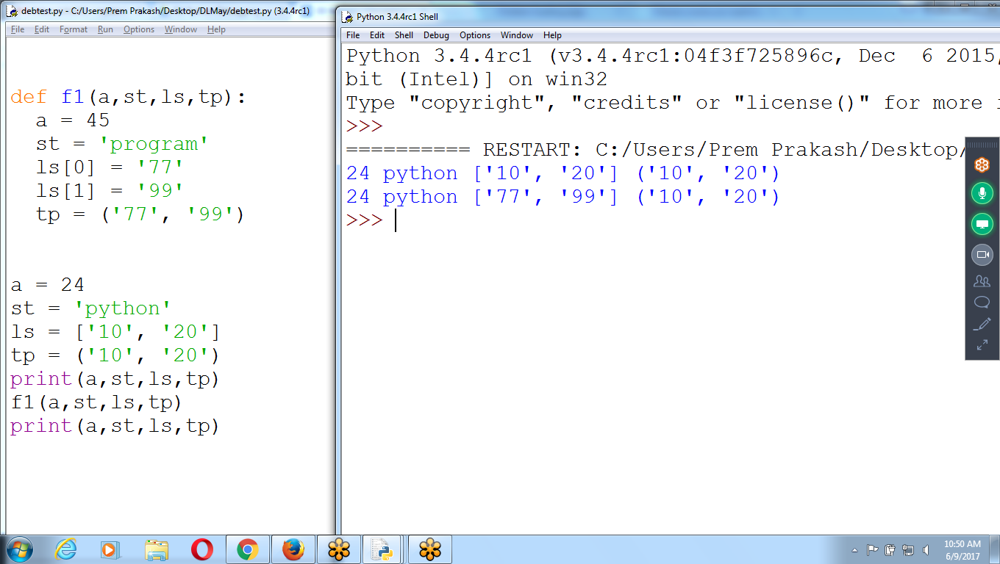 debtest.py - C:/Users/Prem Prakash/Desktop/DLMay/debtest.py (3.4.4rc1)
File Edit Format Run Options Window Help
def f1(a,st,ls,tp):
  a = 45
  st = 'program'
  ls[0] = '77'
  ls[1] = '99'
  tp = ('77', '99')
a = 24
st = 'python'
ls = ['10', '20']
tp = ('10', '20')
print(a,st,ls,tp)
f1(a,st,ls,tp)
print(a,st,ls,tp)
Python 3.4.4rc1 Shell
File Edit Shell Debug Options Window Help
Python 3.4.4rc1 (v3.4.4rc1:04f3f725896c, Dec  6 2015,
bit (Intel)] on win32
Type "copyright", "credits" or "license()" for more
>>>
========== RESTART: C:/Users/Prem Prakash/Desktop/
24 python ['10', '20'] ('10', '20')
24 python ['77', '99'] ('10', '20')
>>>
10:50 AM
6/9/2017